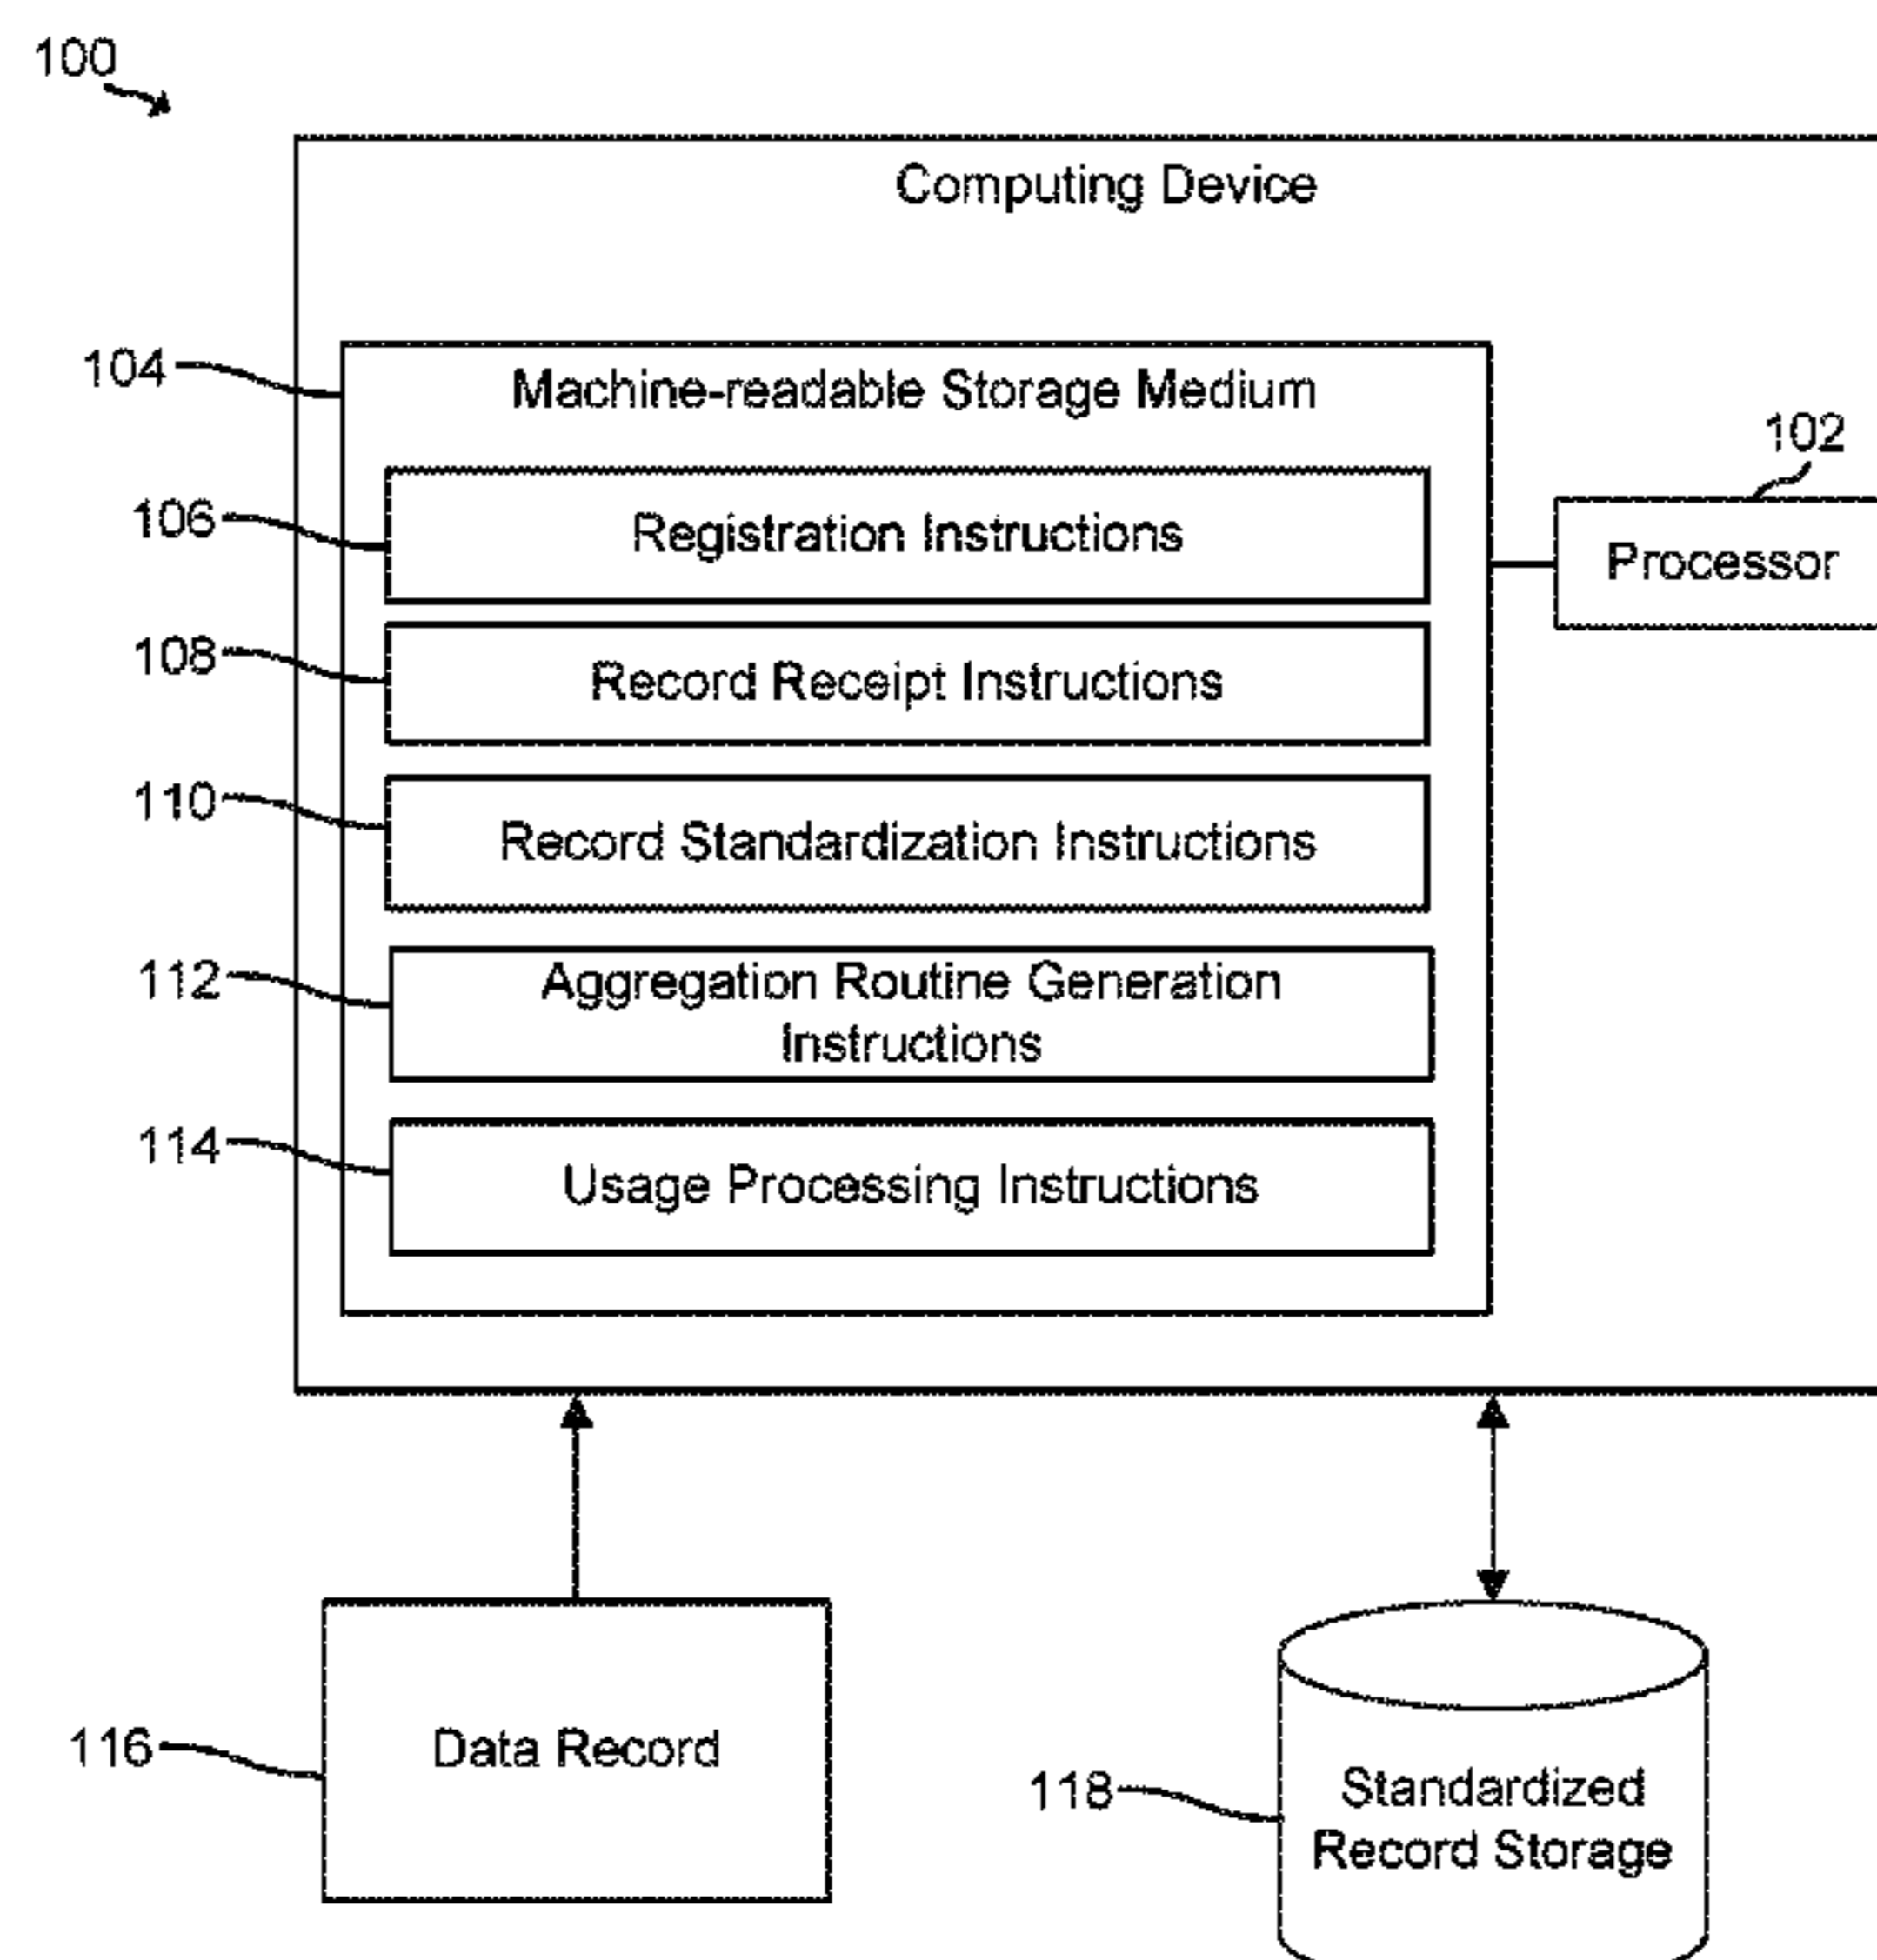 100
Computing Device
104
Machine-readable Storage Medium
102
106
Registration Instructions
Processor
108
Record Receipt Instructions
110
Record Standardization Instructions
112
Aggregation Routine Generation
Instructions
114
Usage Processing Instructions
116
Data Record
118
Standardized
Record Storage